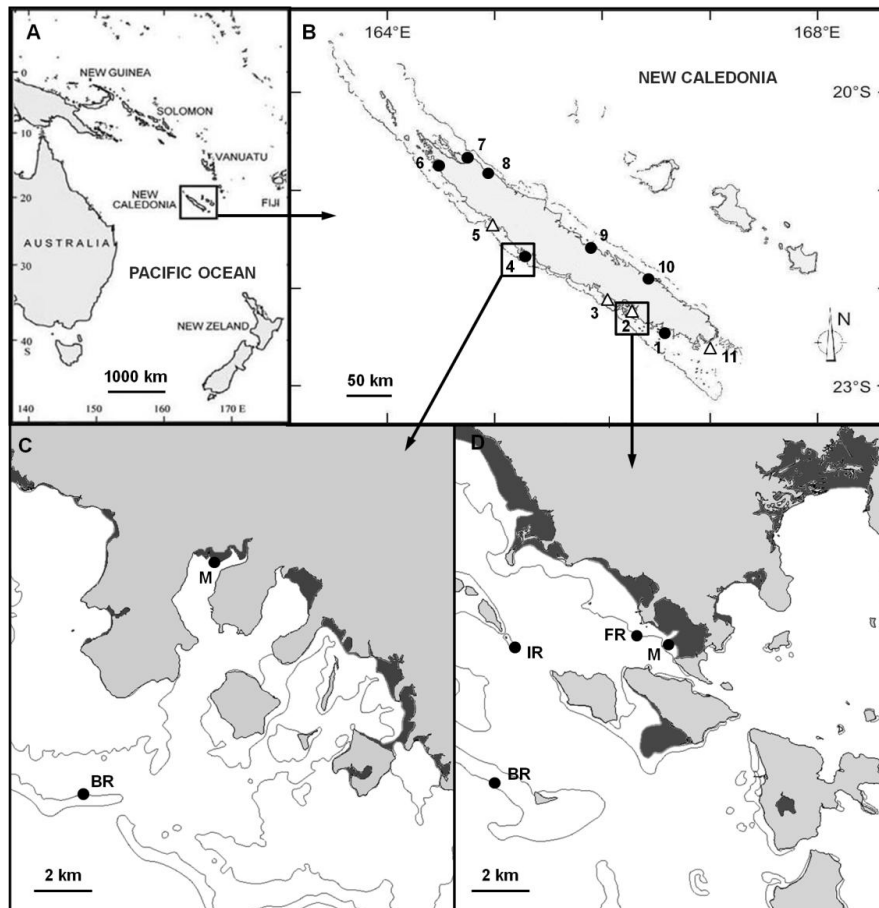 A
NEW GUINEA
SOLOMON
VANUATU
NEW
CALEDONIA
FIJI
AUSTRALIA
PACIFIC OCEAN
NEW ZELAND
1000 km
0
10
20
30
40
S
140
150
160
170 E
B
164°E
168°E
NEW CALEDONIA
20°S
7
8
6
5
9
4
10
3
2
1
11
N
50 km
23°S
C
M
BR
2 km
D
FR
M
IR
BR
2 km